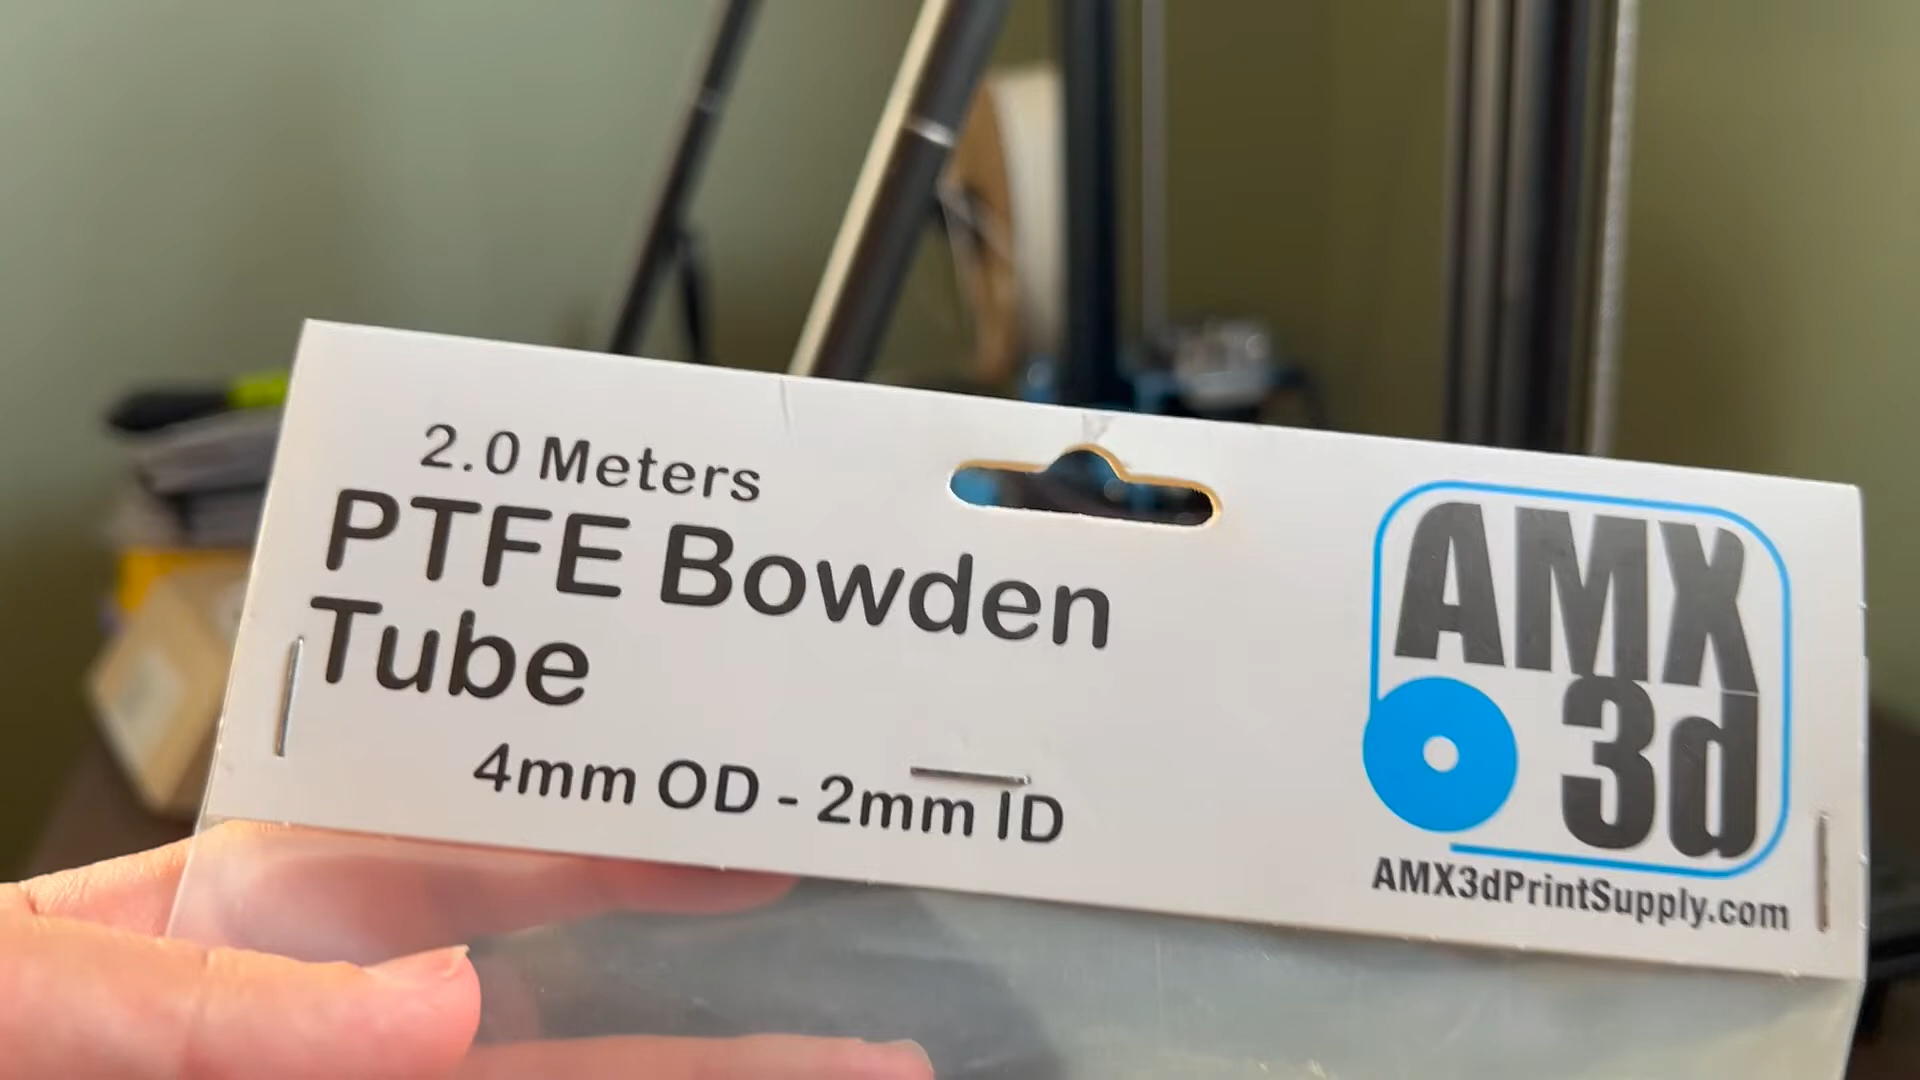 2.0 Meters
PTFE Bowden
Tube
4mm OD - 2mm ID
AMX
3d
AMX3dPrintSupply.com